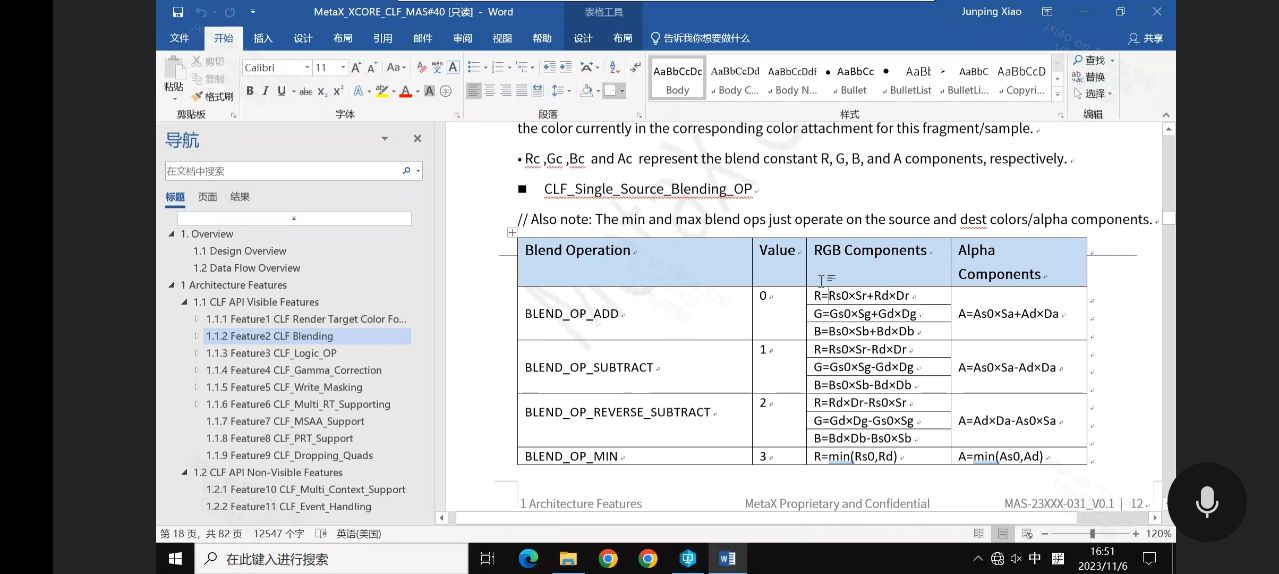 MetaX_XCORE_CLF_MAS#40 [只读] - Word
表格工具
Junping Xiao
文件 开始 插入 设计 布局 引用 邮件 审阅 视图 帮助 设计 布局 告诉我你想要做什么 共享
粘贴
剪切
复制
格式刷
剪贴板
Calibri 11
字体
段落
AaBbCcDc AaBbCcDd AaBbCcDdE AaBbCc AaBb AaBbC AaBbCcD
Body Body C... Body N... Bullet BulletList BulletLi... Copyri...
样式
查找
替换
选择
编辑
导航
在文档中搜索
标题 页面 结果
1. Overview
1.1 Design Overview
1.2 Data Flow Overview
1 Architecture Features
1.1 CLF API Visible Features
1.1.1 Feature1 CLF Render Target Color Fo...
1.1.2 Feature2 CLF Blending
1.1.3 Feature3 CLF_Logic_OP
1.1.4 Feature4 CLF_Gamma_Correction
1.1.5 Feature5 CLF_Write_Masking
1.1.6 Feature6 CLF_Multi_RT_Supporting
1.1.7 Feature7 CLF_MSAA_Support
1.1.8 Feature8 CLF_PRT_Support
1.1.9 Feature9 CLF_Dropping_Quads
1.2 CLF API Non-Visible Features
1.2.1 Feature10 CLF_Multi_Context_Support
1.2.2 Feature11 CLF_Event_Handling
the color currently in the corresponding color attachment for this fragment/sample.
• Rc ,Gc ,Bc and Ac represent the blend constant R, G, B, and A components, respectively.
■ CLF_Single_Source_Blending_OP
// Also note: The min and max blend ops just operate on the source and dest colors/alpha components.
Blend Operation Value RGB Components Alpha Components
BLEND_OP_ADD 0 R=Rs0×Sr+Rd×Dr
G=Gs0×Sg+Gd×Dg A=As0×Sa+Ad×Da
B=Bs0×Sb+Bd×Db
BLEND_OP_SUBTRACT 1 R=Rs0×Sr-Rd×Dr
G=Gs0×Sg-Gd×Dg A=As0×Sa-Ad×Da
B=Bs0×Sb-Bd×Db
BLEND_OP_REVERSE_SUBTRACT 2 R=Rd×Dr-Rs0×Sr
G=Gd×Dg-Gs0×Sg A=Ad×Da-As0×Sa
B=Bd×Db-Bs0×Sb
BLEND_OP_MIN 3 R=min(Rs0,Rd) A=min(As0,Ad)
1 Architecture Features MetaX Proprietary and Confidential MAS-23XXX-031_V0.1 | 12
第 18 页，共 82 页 12547 个字 英语(美国) 120%
在此键入进行搜索
中
16:51
2023/11/6